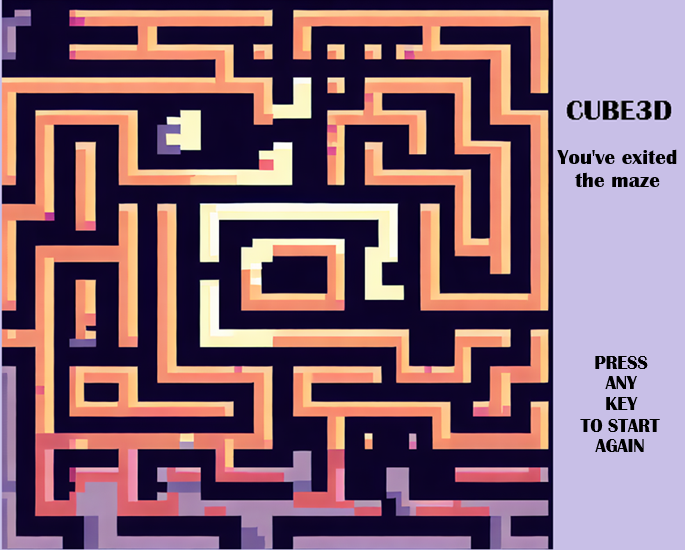 CUBE3D
You've exited
the maze
PRESS
ANY
KEY
TO START
AGAIN